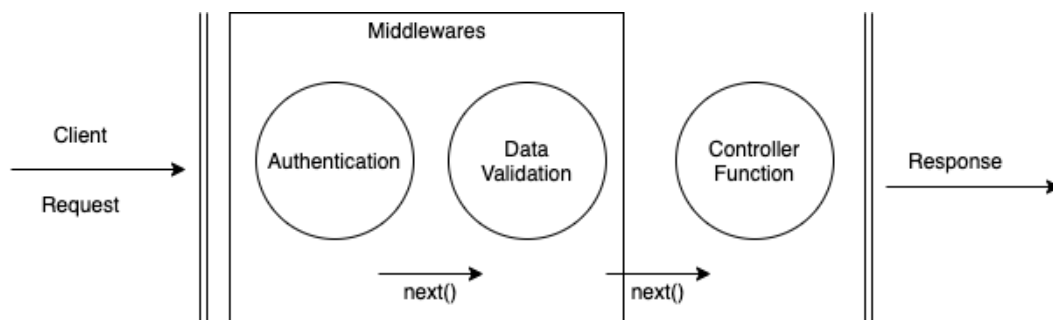 Middlewares
Client
Request
Authentication
Data
Validation
Controller
Function
Response
next()
next()